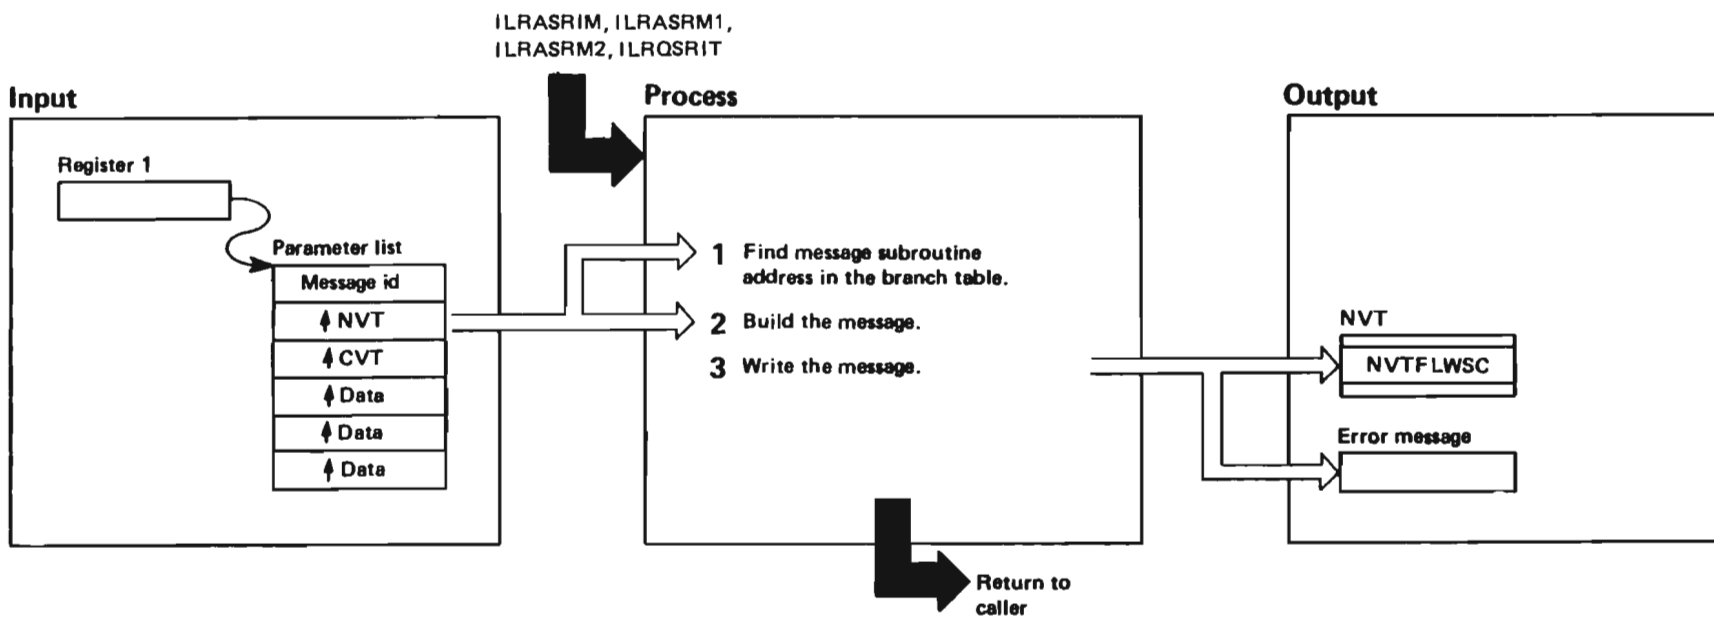 ILRASRIM, ILRASRM1,
ILRASRM2, ILRQSRIT
Input
Register 1
Parameter list
Message id
NVT
CVT
Data
Data
Data
Process
1 Find message subroutine
address in the branch table.
2 Build the message.
3 Write the message.
Return to
caller
Output
NVT
NVTFLWSC
Error message